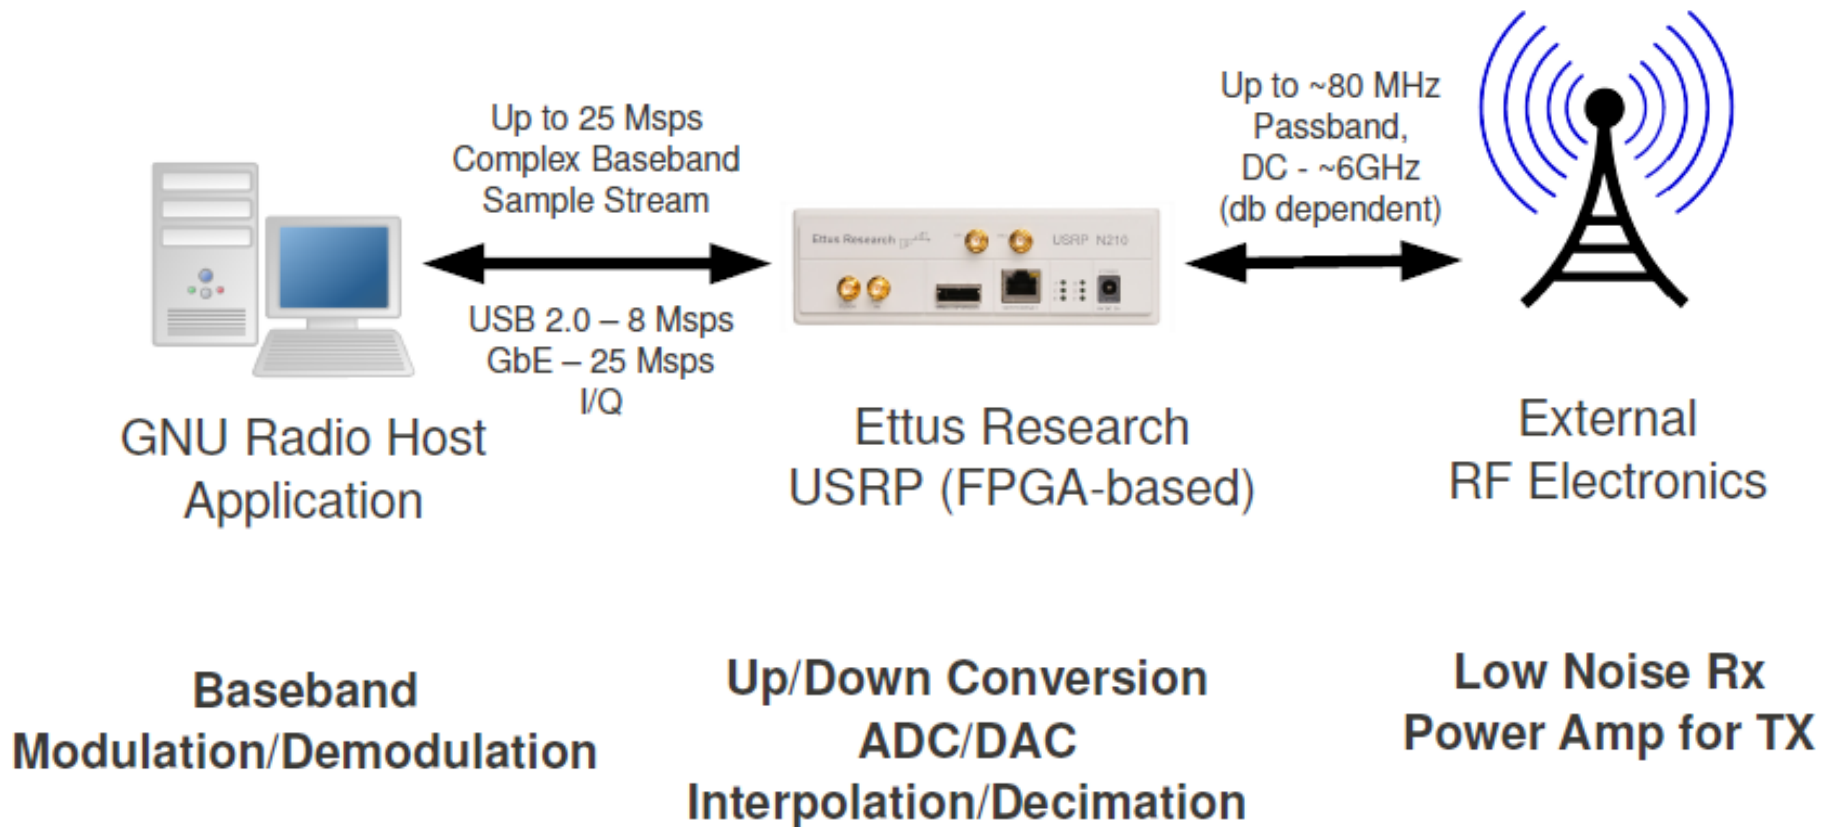 Up to 25 Msps
Complex Baseband
Sample Stream
USB 2.0 – 8 Msps
GbE – 25 Msps
I/Q
Up to ~80 MHz
Passband,
DC - ~6GHz
(db dependent)
Ettus Research
USRP N210
GNU Radio Host
Application
Ettus Research
USRP (FPGA-based)
External
RF Electronics
Baseband
Modulation/Demodulation
Up/Down Conversion
ADC/DAC
Interpolation/Decimation
Low Noise Rx
Power Amp for TX